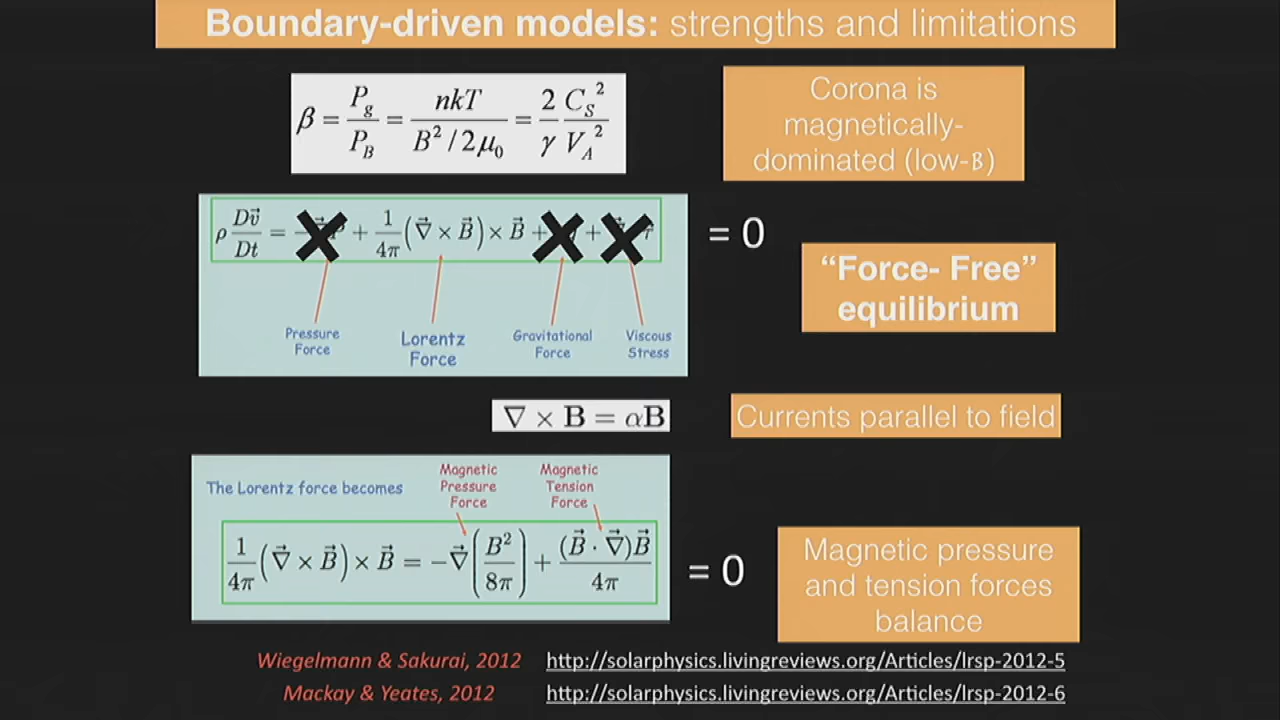 Boundary-driven models: strengths and limitations
β = P_g / P_B = nkT / (B² / 2μ₀) = (2 / γ) (C_S² / V_A²)
Corona is
magnetically-
dominated (low-β)
ρ Dv⃗/Dt = + 1/4π (∇⃗ × B⃗) × B⃗ + +
= 0
"Force- Free"
equilibrium
Pressure
Force
Lorentz
Force
Gravitational
Force
Viscous
Stress
∇ × B = αB
Currents parallel to field
The Lorentz force becomes
Magnetic
Pressure
Force
Magnetic
Tension
Force
1/4π (∇⃗ × B⃗) × B⃗ = −∇⃗ (B²/8π) + (B⃗ · ∇⃗)B⃗ / 4π
= 0
Magnetic pressure
and tension forces
balance
Wiegelmann & Sakurai, 2012 http://solarphysics.livingreviews.org/Articles/lrsp-2012-5
Mackay & Yeates, 2012 http://solarphysics.livingreviews.org/Articles/lrsp-2012-6